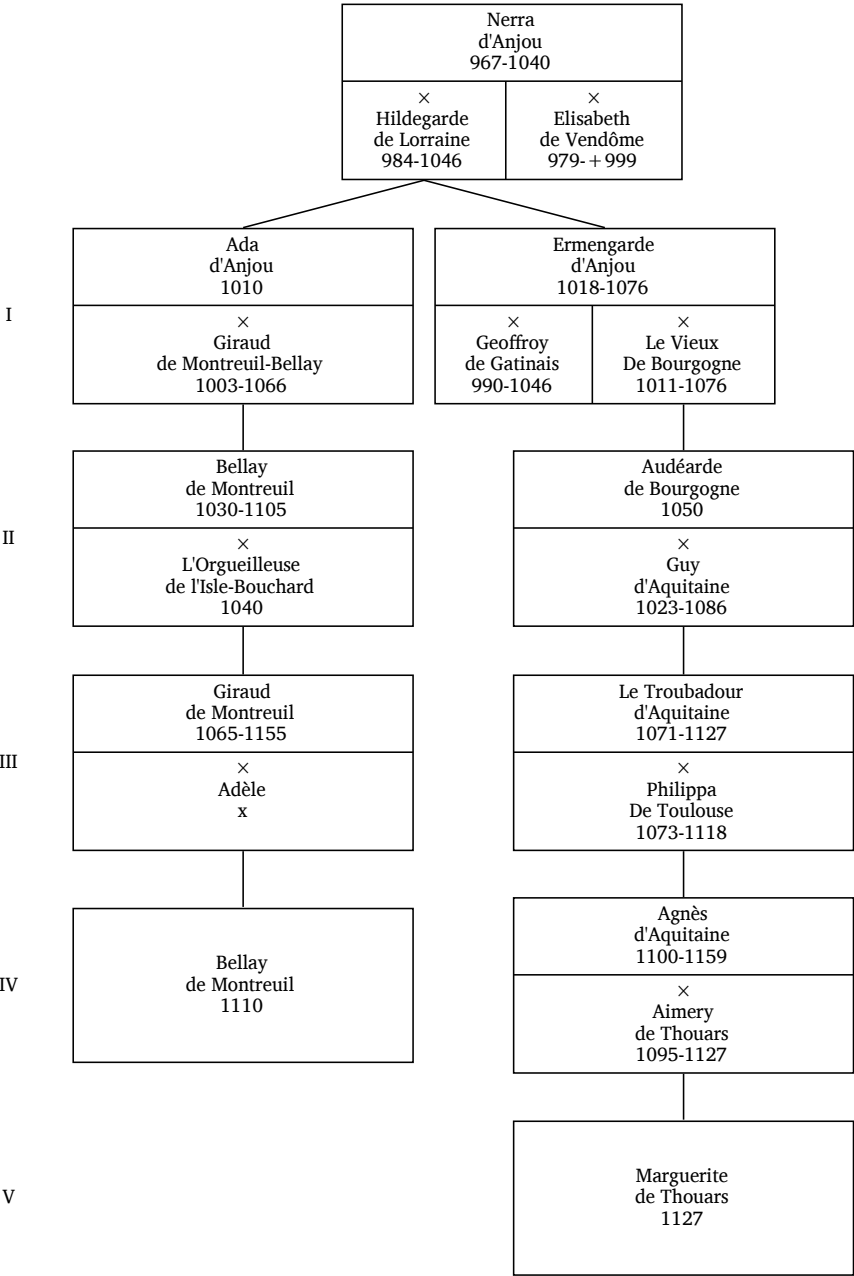 Nerra
d'Anjou
967-1040
×
Hildegarde
de Lorraine
984-1046
×
Elisabeth
de Vendôme
979-+999
I
Ada
d'Anjou
1010
×
Giraud
de Montreuil-Bellay
1003-1066
Ermengarde
d'Anjou
1018-1076
×
Geoffroy
de Gatinais
990-1046
×
Le Vieux
De Bourgogne
1011-1076
II
Bellay
de Montreuil
1030-1105
×
L'Orgueilleuse
de l'Isle-Bouchard
1040
Audéarde
de Bourgogne
1050
×
Guy
d'Aquitaine
1023-1086
III
Giraud
de Montreuil
1065-1155
×
Adèle
x
Le Troubadour
d'Aquitaine
1071-1127
×
Philippa
De Toulouse
1073-1118
IV
Bellay
de Montreuil
1110
Agnès
d'Aquitaine
1100-1159
×
Aimery
de Thouars
1095-1127
V
Marguerite
de Thouars
1127